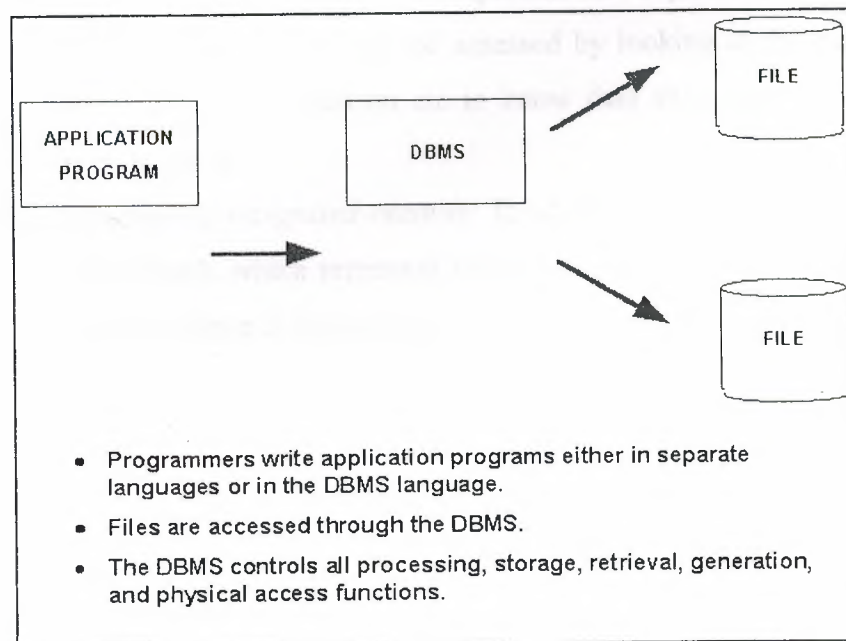 FILE
APPLICATION
PROGRAM
DBMS
FILE
• Programmers write application programs either in separate
languages or in the DBMS language.
• Files are accessed through the DBMS.
• The DBMS controls all processing, storage, retrieval, generation,
and physical access functions.